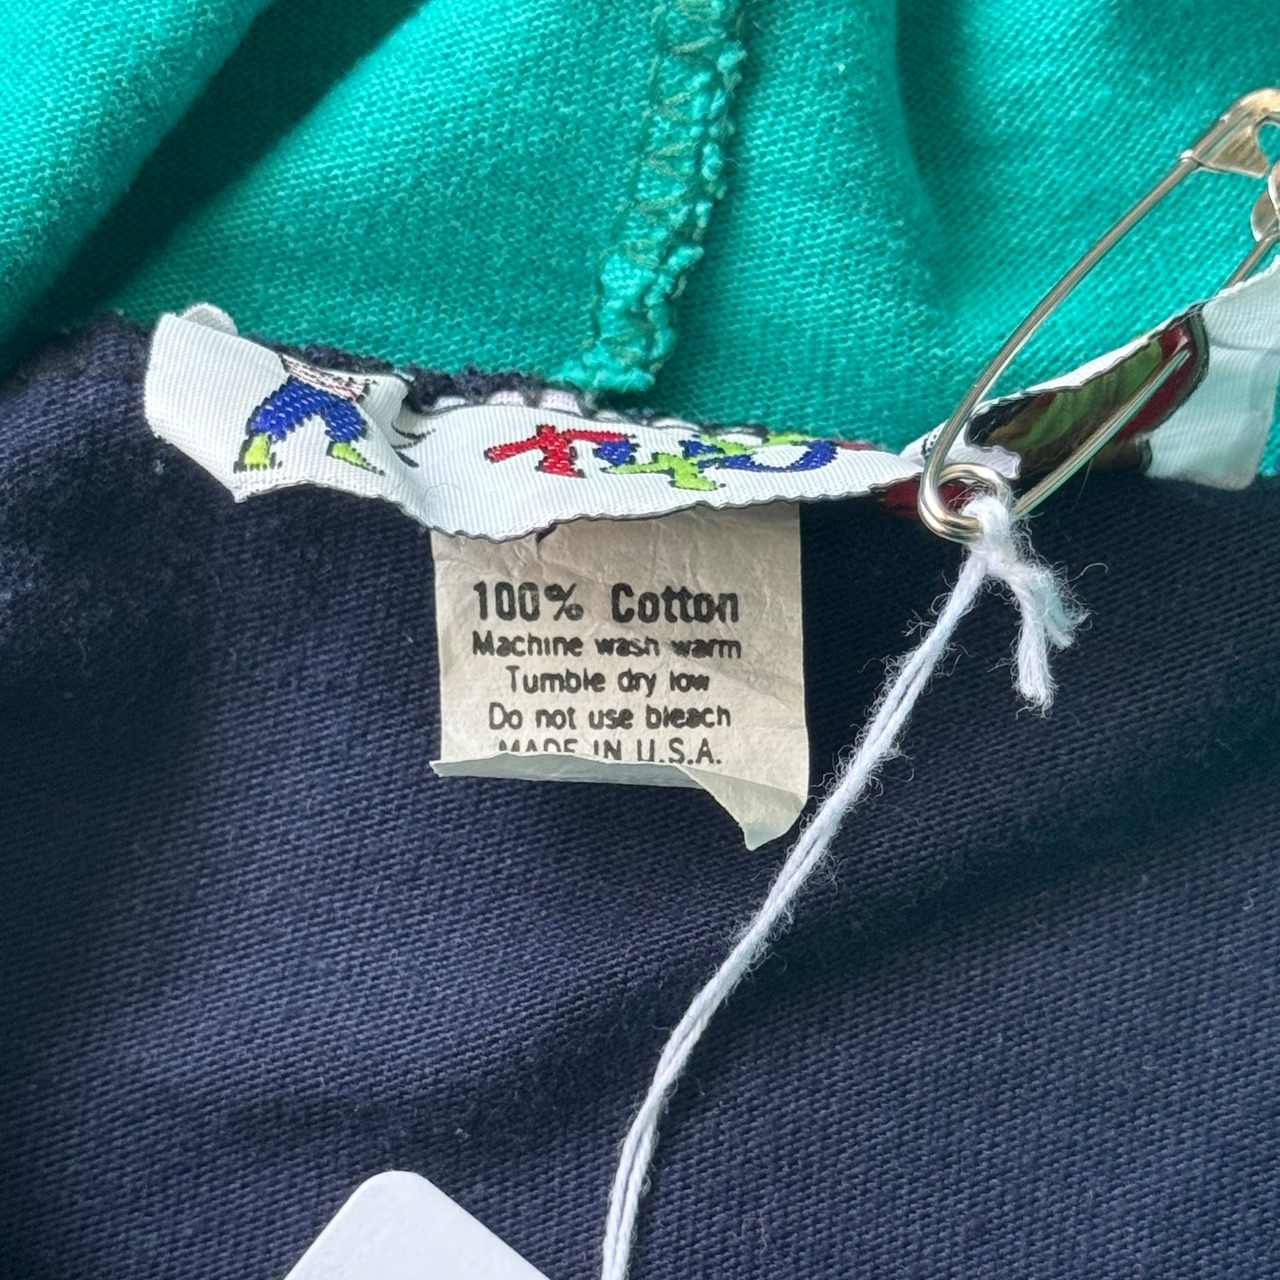 100% Cotton
Machine wash warm
Tumble dry low
Do not use bleach
MADE IN U.S.A.